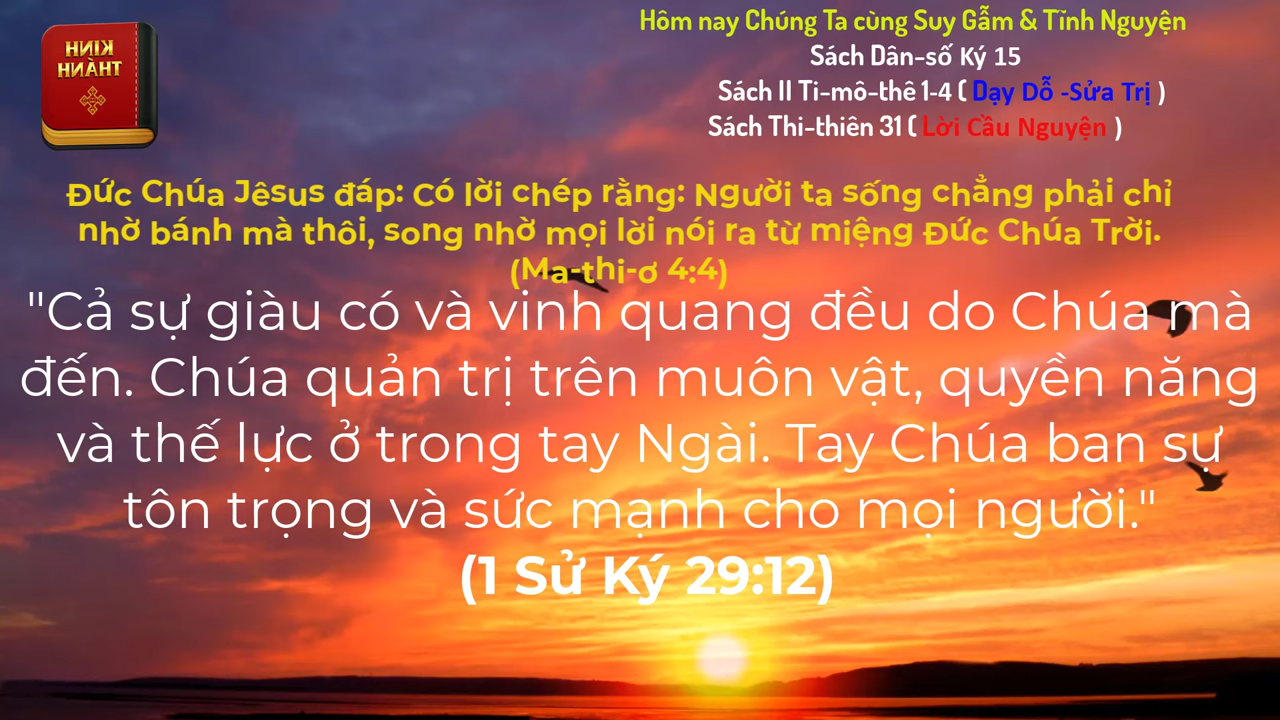 KINH
THÀNH
Hôm nay Chúng Ta cùng Suy Gẫm & Tĩnh Nguyện
Sách Dân-số Ký 15
Sách II Ti-mô-thê 1-4 ( Dạy Dỗ -Sửa Trị )
Sách Thi-thiên 31 ( Lời Cầu Nguyện )
Đức Chúa Jêsus đáp: Có lời chép rằng: Người ta sống chẳng phải chỉ
nhờ bánh mà thôi, song nhờ mọi lời nói ra từ miệng Đức Chúa Trời.
(Ma-thi-ơ 4:4)
"Cả sự giàu có và vinh quang đều do Chúa mà
đến. Chúa quản trị trên muôn vật, quyền năng
và thế lực ở trong tay Ngài. Tay Chúa ban sự
tôn trọng và sức mạnh cho mọi người."
(1 Sử Ký 29:12)